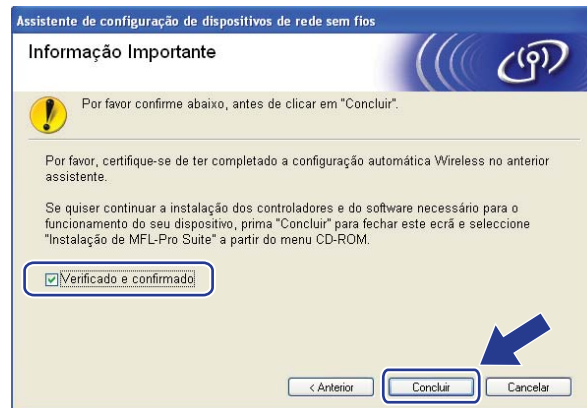 Assistente de configuração de dispositivos de rede sem fios
Informação Importante
Por favor confirme abaixo, antes de clicar em "Concluir".
Por favor, certifique-se de ter completado a configuração automática Wireless no anterior
assistente.
Se quiser continuar a instalação dos controladores e do software necessário para o
funcionamento do seu dispositivo, prima "Concluir" para fechar este ecrã e seleccione
"Instalação de MFL-Pro Suite" a partir do menu CD-ROM.
Verificado e confirmado
< Anterior Concluir Cancelar